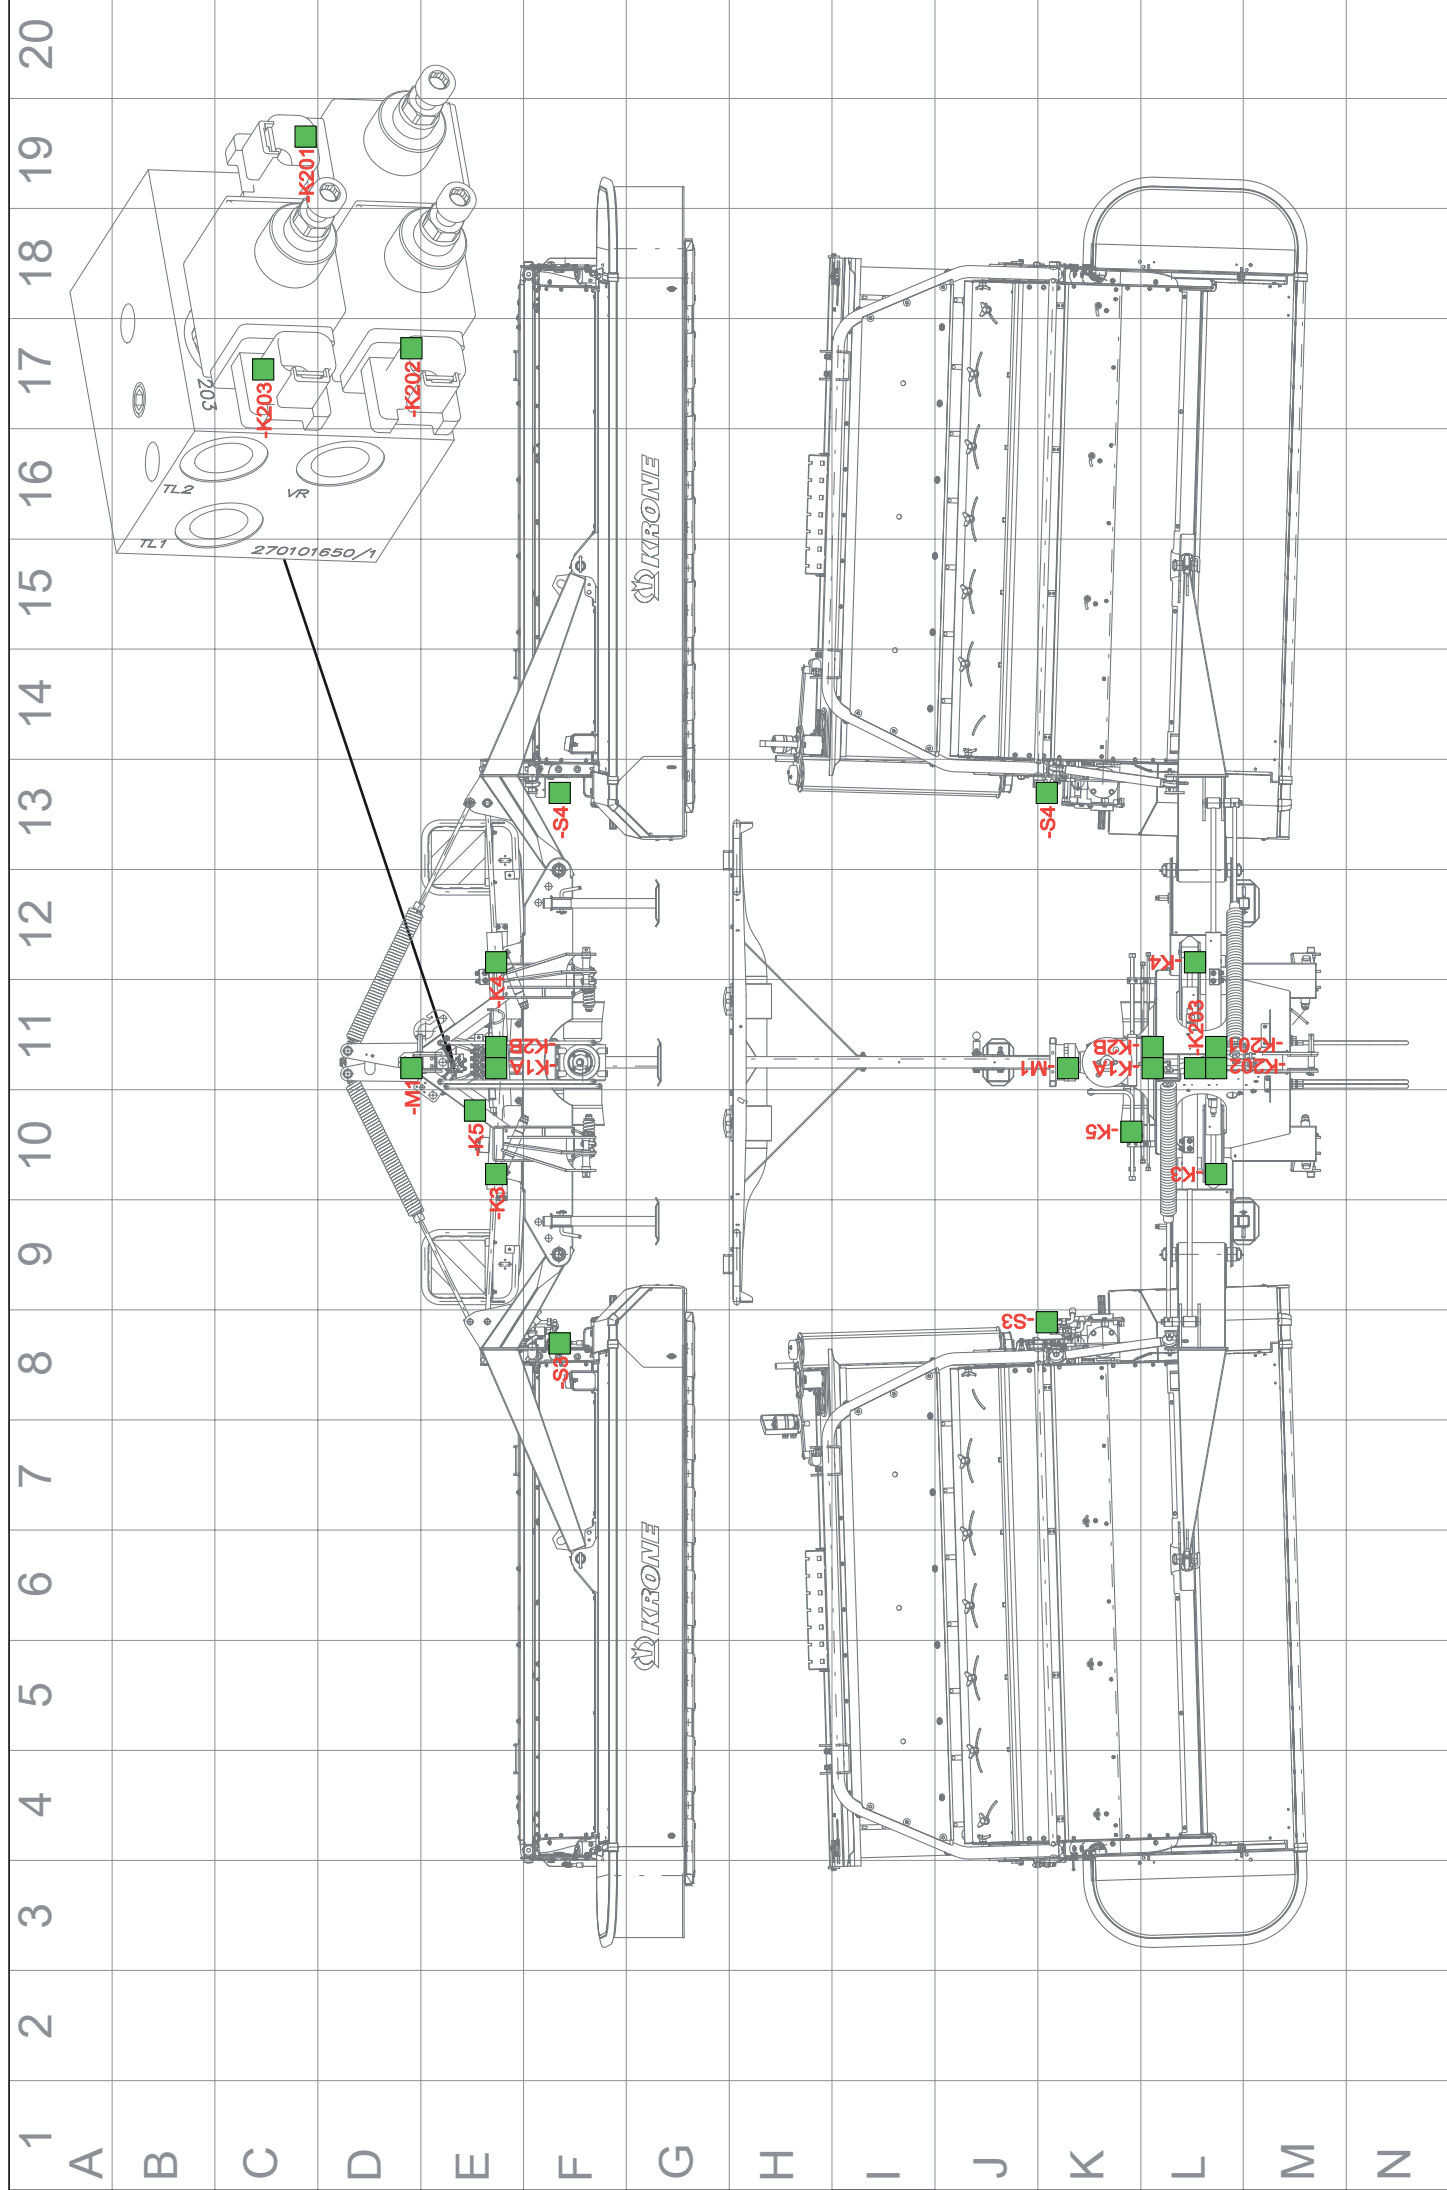 20
19
18
17
16
15
14
13
12
11
10
9
8
7
6
5
4
3
2
1
A
B
C
D
E
F
G
H
I
J
K
L
M
N
-K201
-K203
-K202
203
TL2
VR
TL1
270101650/1
KRONE
KRONE
-S4
-S4
-K4
-K4
-K203
-K2B
-K1A
-M1
-K2B
-K1A
-M1
-K201
-K202
-K5
-K5
-K3
-K3
-S3
-S3